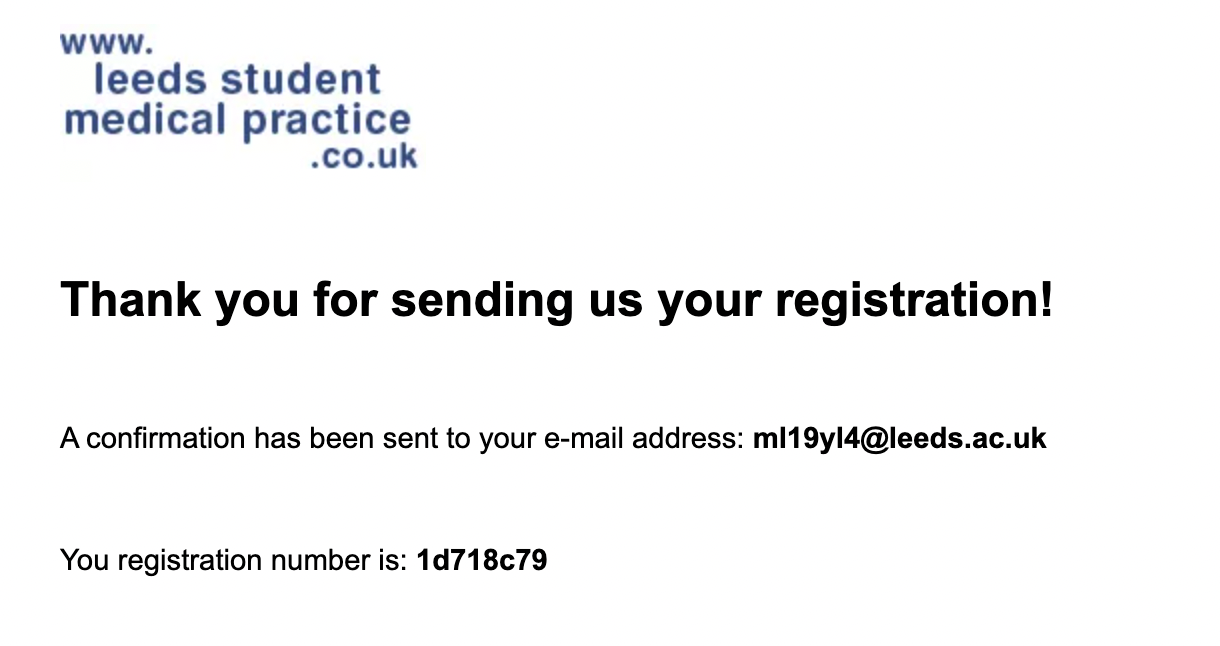 www.
leeds student
medical practice
.co.uk
Thank you for sending us your registration!
A confirmation has been sent to your e-mail address: ml19yl4@leeds.ac.uk
You registration number is: 1d718c79